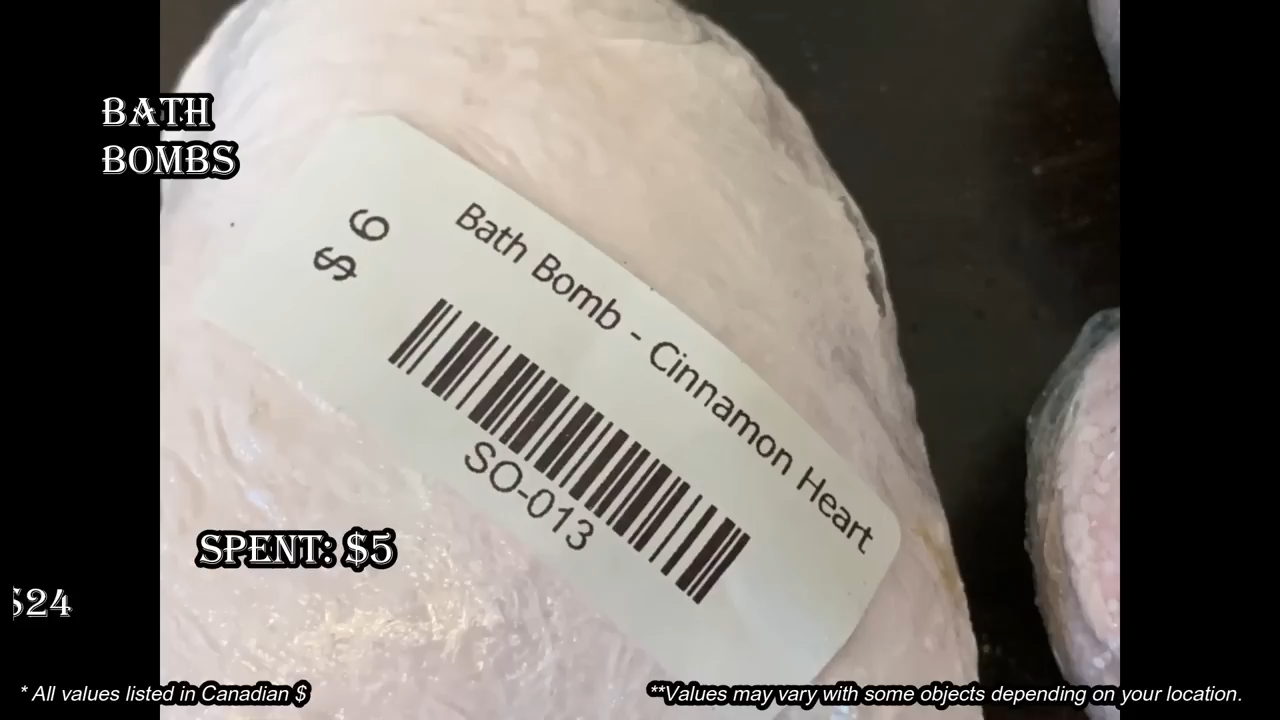 BATH
BOMBS
$ 6
Bath Bomb - Cinnamon Heart
SO-013
SPENT: $5
$24
* All values listed in Canadian $
**Values may vary with some objects depending on your location.